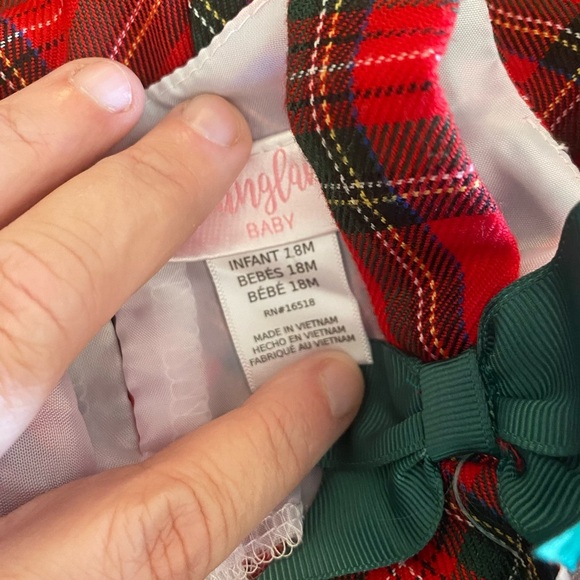 BABY
INFANT 18M
BEBÉS 18M
BÉBÉ 18M
RN#16518
MADE IN VIETNAM
HECHO EN VIETNAM
FABRIQUÉ AU VIETNAM